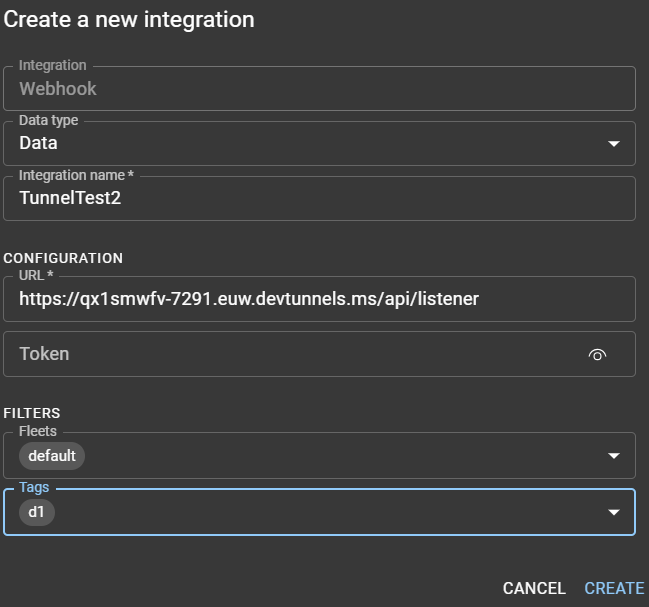 Create a new integration
Integration
Webhook
Data type
Data
Integration name *
TunnelTest2
CONFIGURATION
URL *
https://qx1smwfv-7291.euw.devtunnels.ms/api/listener
Token
FILTERS
Fleets
default
Tags
d1
CANCEL CREATE